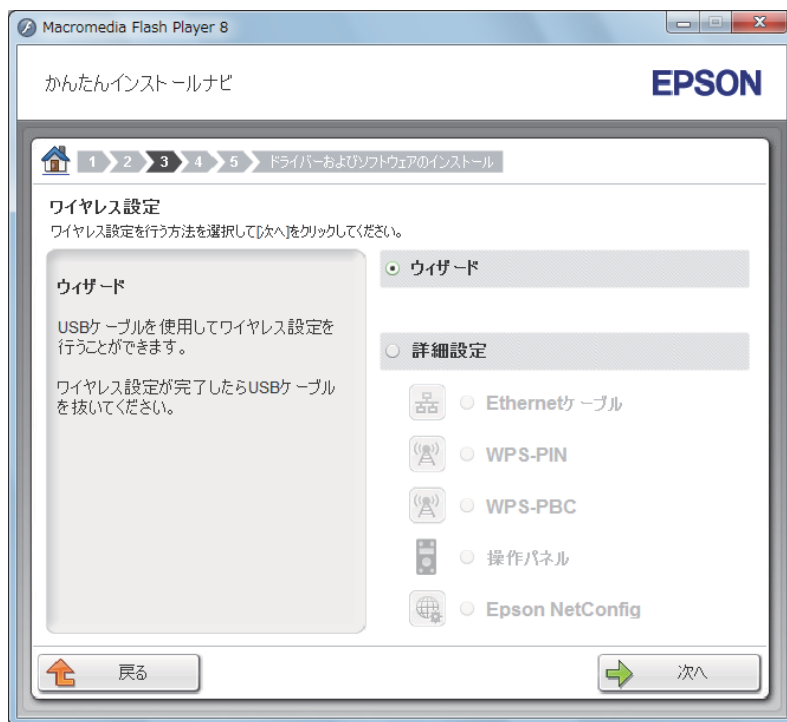 Macromedia Flash Player 8
かんたんインストールナビ
EPSON
1 2 3 4 5 ドライバーおよびソフトウェアのインストール
ワイヤレス設定
ワイヤレス設定を行う方法を選択して[次へ]をクリックしてください。
ウィザード
USBケーブルを使用してワイヤレス設定を
行うことができます。
ワイヤレス設定が完了したらUSBケーブル
を抜いてください。
ウィザード
詳細設定
Ethernetケーブル
WPS-PIN
WPS-PBC
操作パネル
Epson NetConfig
戻る
次へ